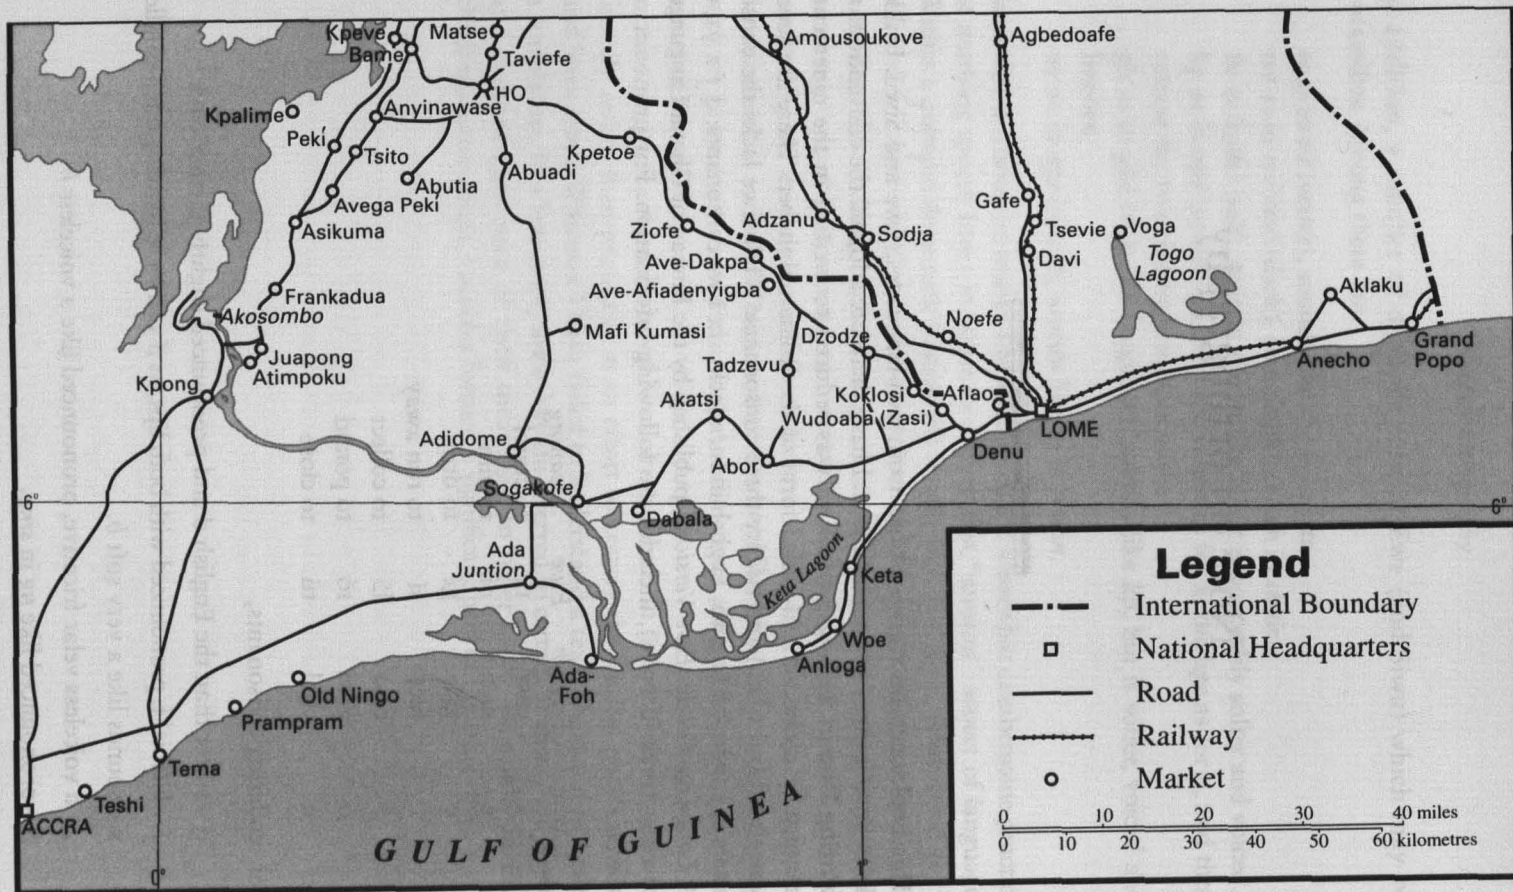 Kpeve
Matse
Bame
Taviefe
HO
Amousoukove
Agbedoafe
Kpalime
Anyinawase
Pekí
Tsito
Kpetoe
Abuadi
Abutia
Avega Pekí
Asikuma
Ziofe
Adzanu
Sodja
Gafe
Tsevie
Davi
Voga
Togo
Lagoon
Ave-Dakpa
Ave-Afiadenyigba
Aklaku
Frankadua
Akosombo
Mafi Kumasi
Dzodze
Noefe
Juapong
Atimpoku
Kpong
Tadzevu
Anecho
Grand
Popo
Akatsi
Koklosi
Aflao
Wudoaba (Zasi)
LOME
Adidome
Abor
Denu
Sogakofe
6°
6°
Dabala
Ada
Juntion
Keta Lagoon
Keta
Woe
Anloga
Ada-
Foh
Old Ningo
Prampram
Tema
Teshi
ACCRA
GULF OF GUINEA
0°
1°
Legend
International Boundary
National Headquarters
Road
Railway
Market
0 10 20 30 40 miles
0 10 20 30 40 50 60 kilometres